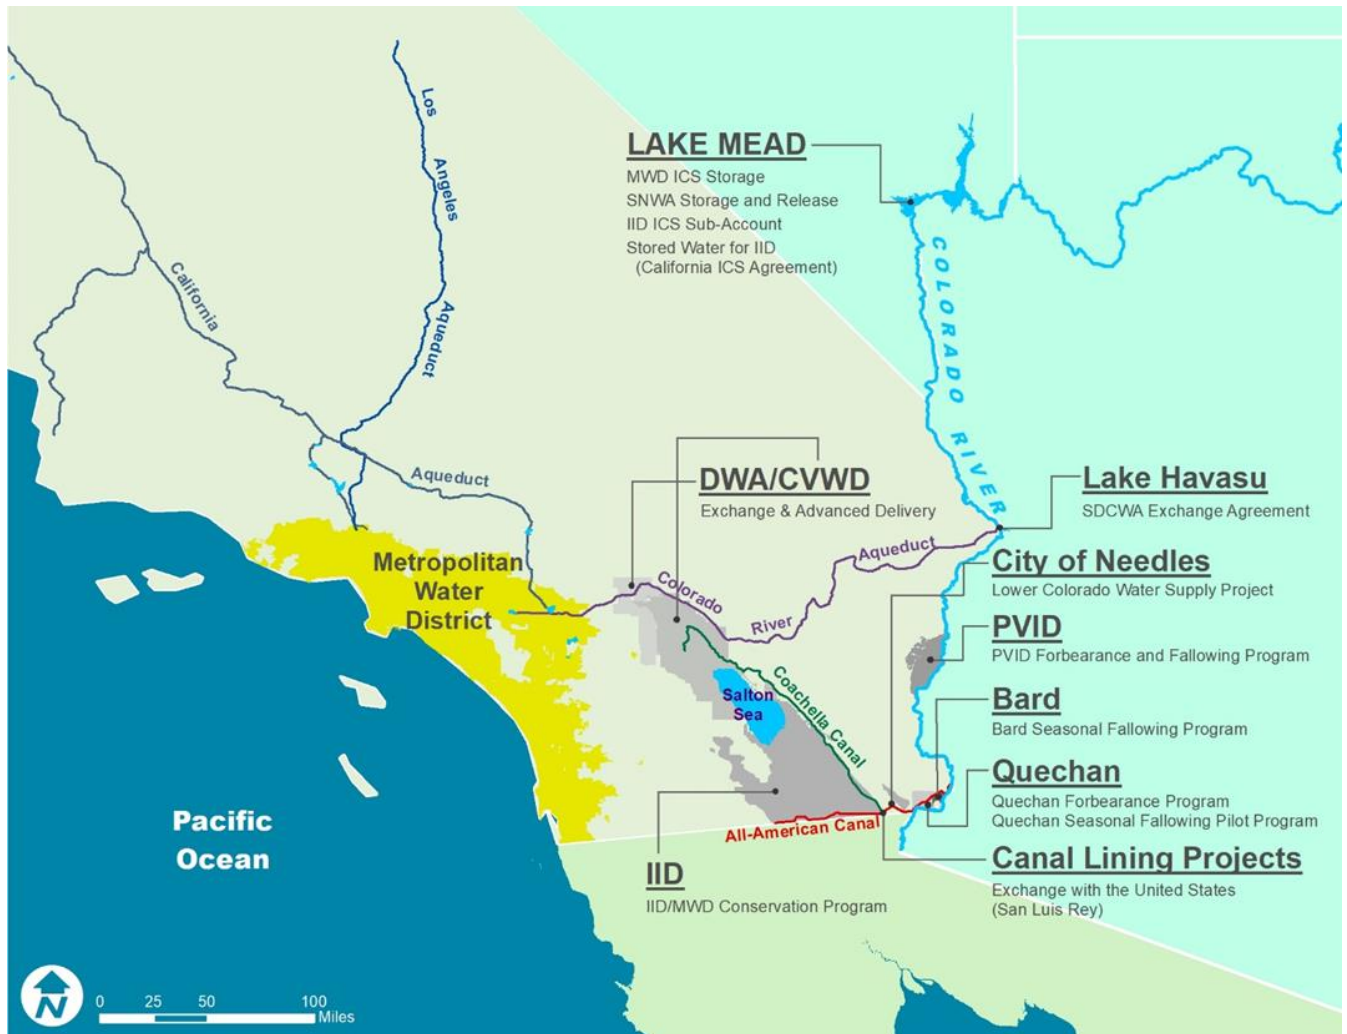 Los
Angeles
Aqueduct
California
Aqueduct
LAKE MEAD
MWD ICS Storage
SNWA Storage and Release
IID ICS Sub-Account
Stored Water for IID
(California ICS Agreement)
COLORADO RIVER
DWA/CVWD
Exchange & Advanced Delivery
Lake Havasu
SDCWA Exchange Agreement
Metropolitan
Water
District
Colorado
River
Aqueduct
City of Needles
Lower Colorado Water Supply Project
PVID
PVID Forbearance and Fallowing Program
Salton
Sea
Coachella Canal
Bard
Bard Seasonal Fallowing Program
Quechan
Quechan Forbearance Program
Quechan Seasonal Fallowing Pilot Program
All-American Canal
Pacific
Ocean
IID
IID/MWD Conservation Program
Canal Lining Projects
Exchange with the United States
(San Luis Rey)
N
0 25 50 100
Miles